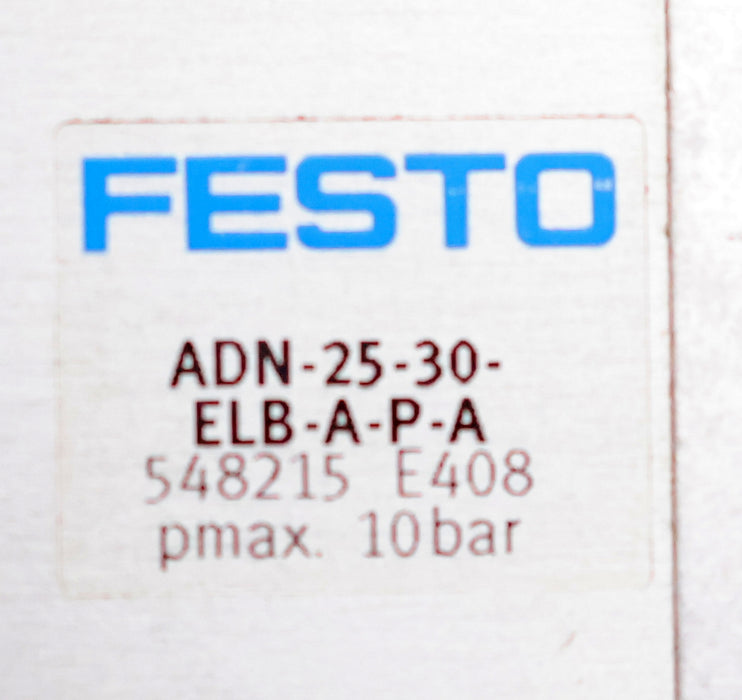 FESTO
ADN-25-30-
ELB-A-P-A
548215 E408
pmax. 10bar